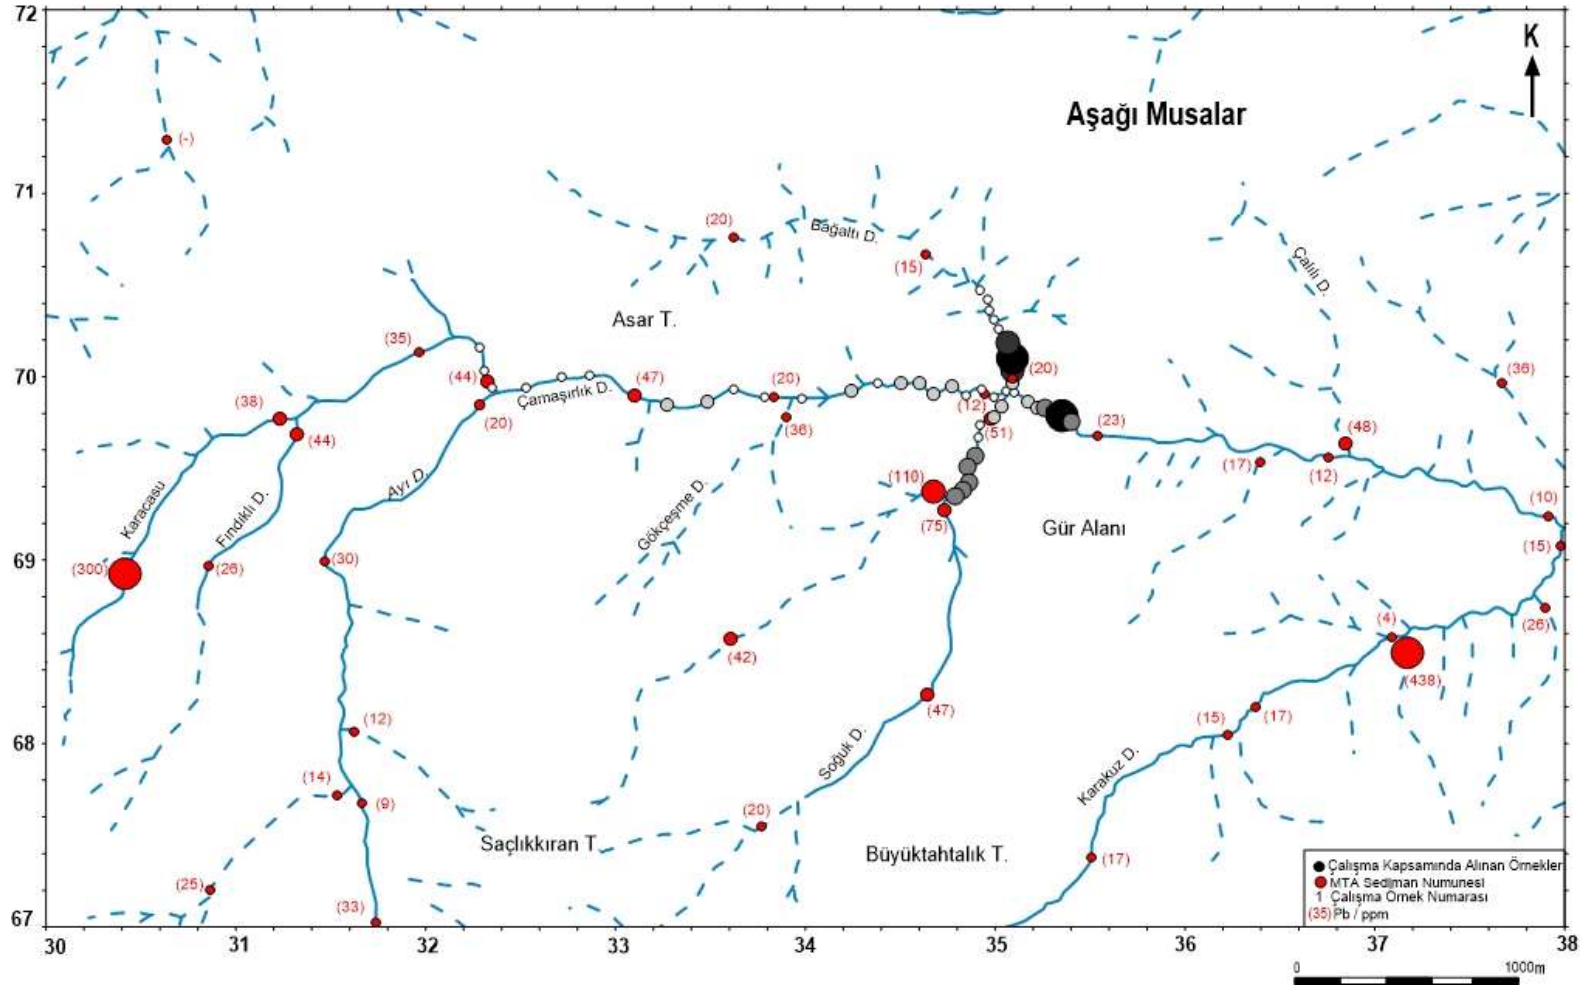 72
K
Aşağı Musalar
(-)
71
(20)
Bağaltı D.
(15)
Çalılı D.
Asar T.
(35)
70
(44)
(47)
(20)
(20)
(36)
Çamaşırlık D.
(38)
(44)
(20)
(36)
(12)
(51)
(23)
(48)
(17)
(12)
Ayı D.
(110)
Karacasu
Fındıklı D.
Gökçeşme D.
(75)
Gür Alanı
(10)
69
(300)
(26)
(30)
(15)
(4)
(26)
(42)
(438)
(47)
(12)
(15)
(17)
68
Soğuk D.
Karakuz D.
(14)
(9)
(20)
Saçlıkkıran T.
Büyüktahtalık T.
(17)
(25)
(33)
Çalışma Kapsamında Alınan Örnekler
MTA Sediman Numunesi
1 Çalışma Örnek Numarası
(35) Pb / ppm
67
30 31 32 33 34 35 36 37 38
0 1000m